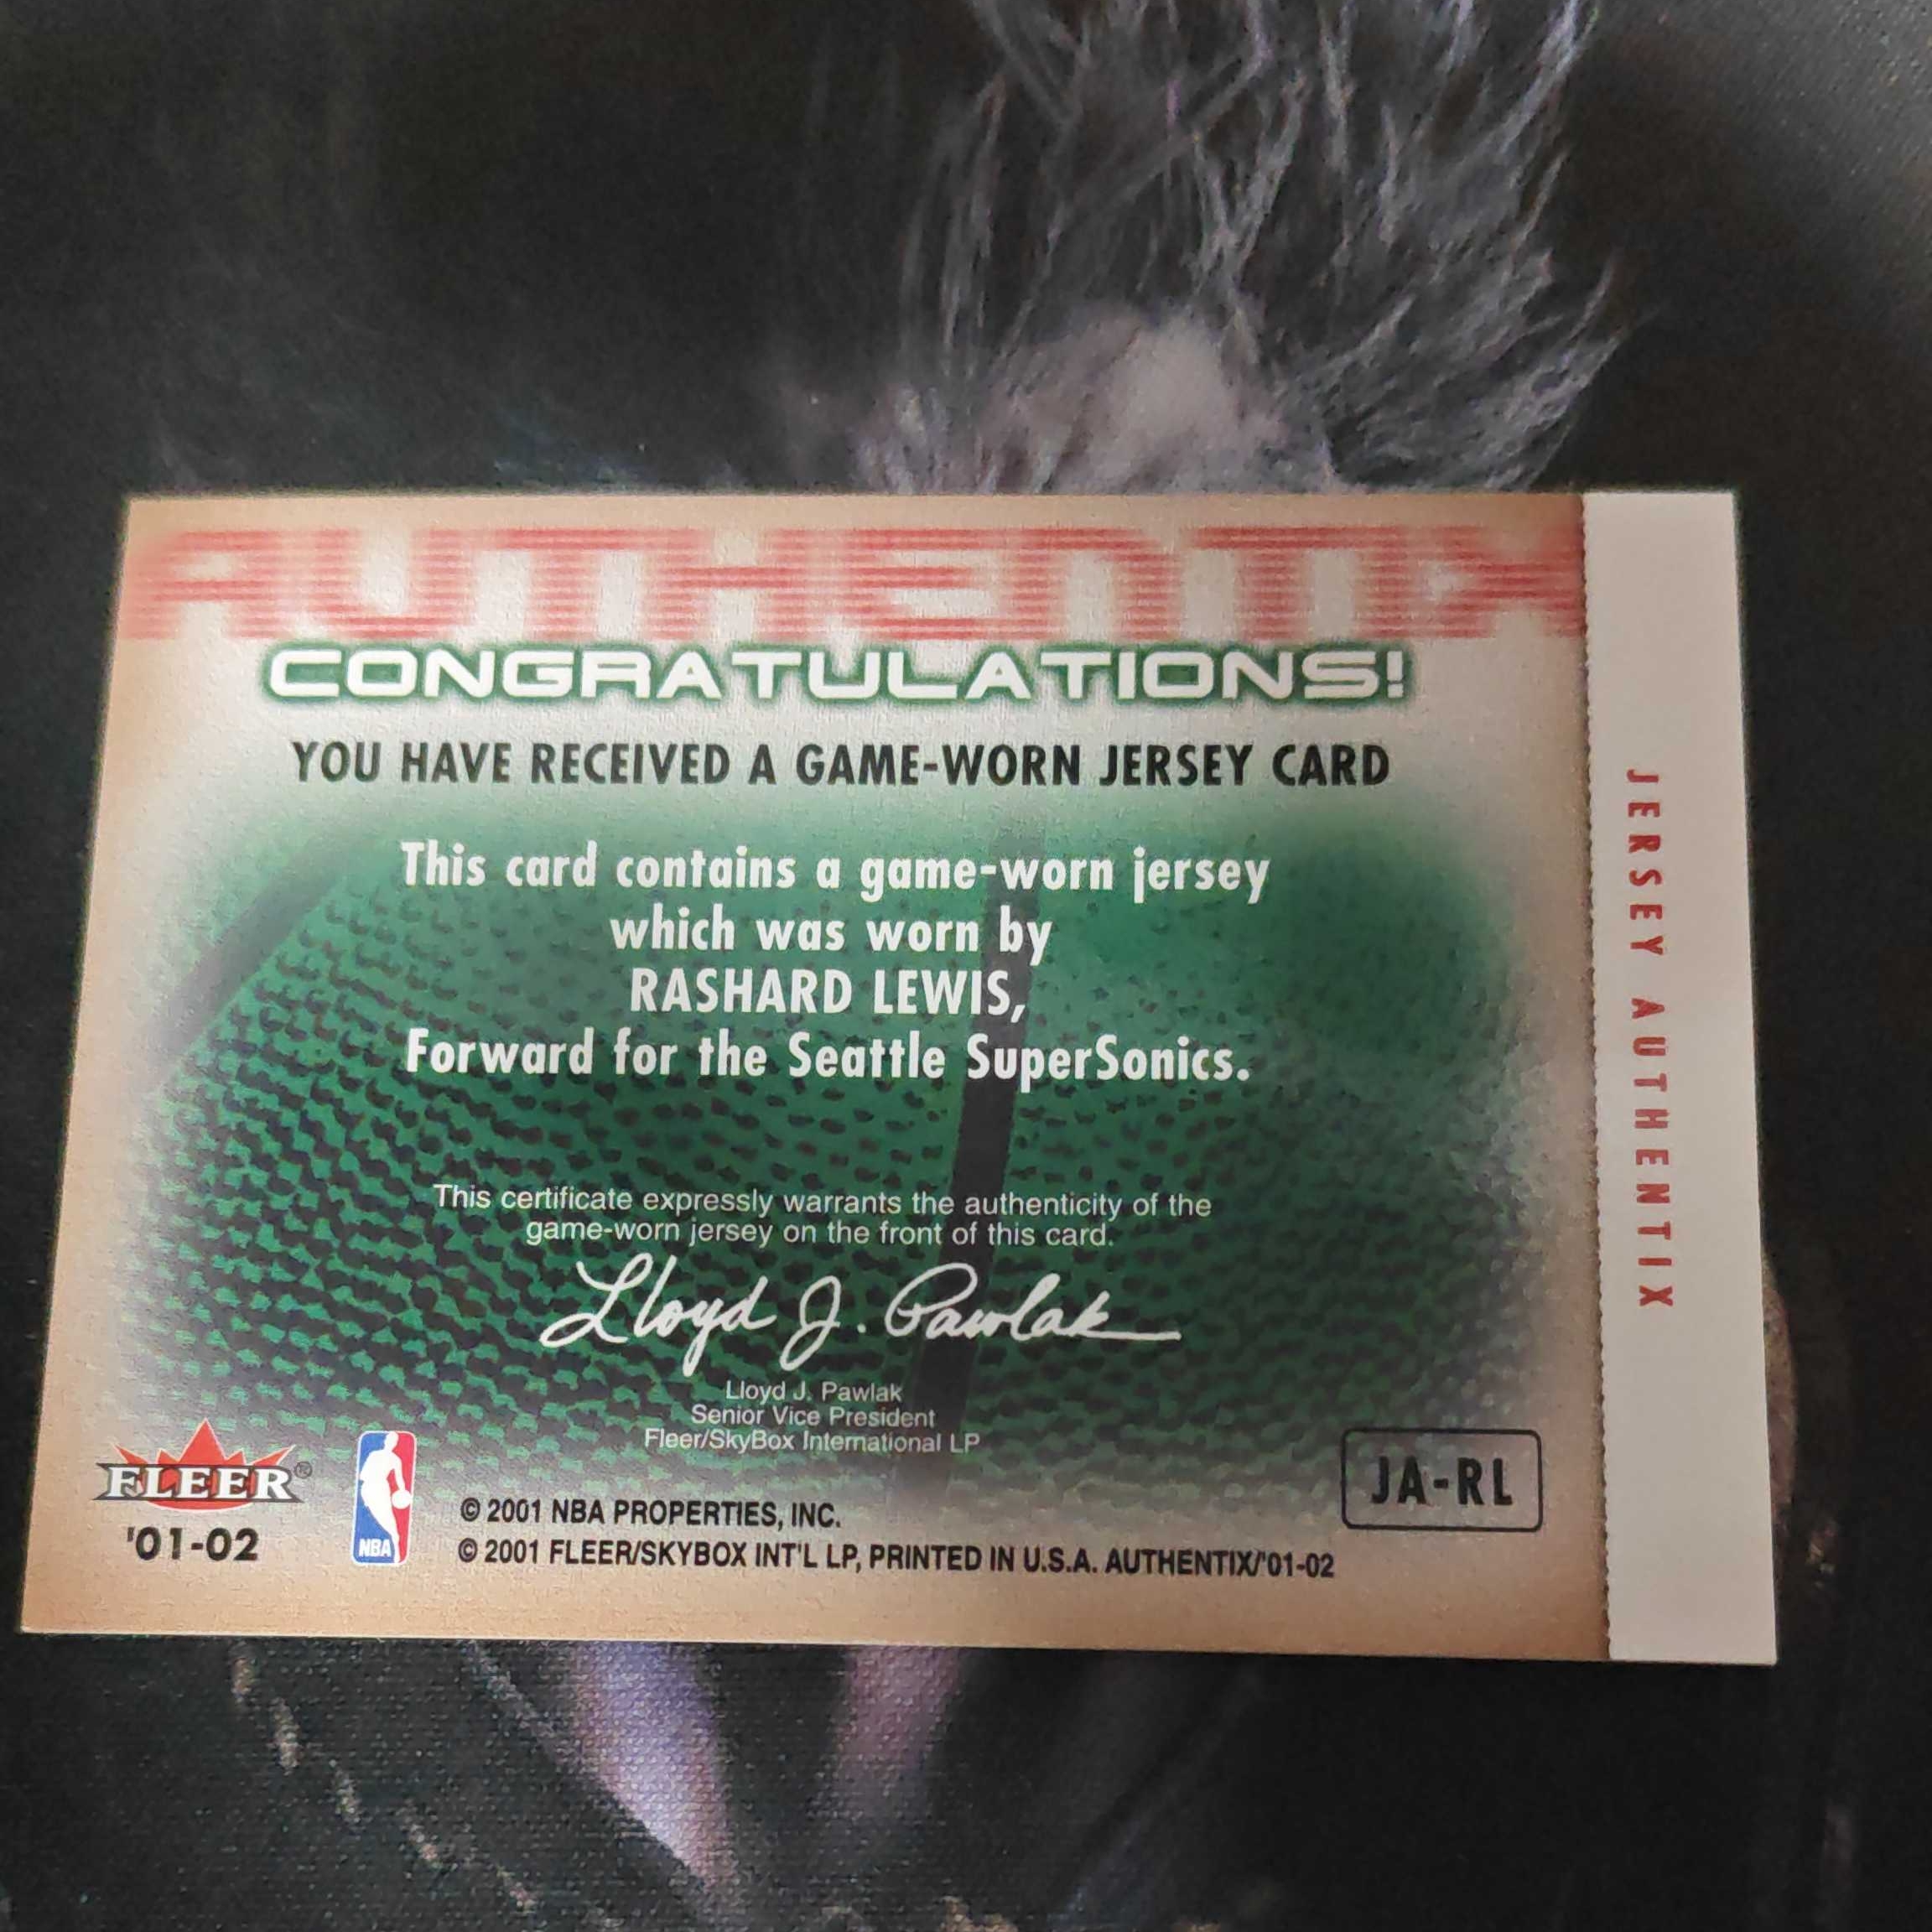 AUTHENTIX
CONGRATULATIONS!
YOU HAVE RECEIVED A GAME-WORN JERSEY CARD
This card contains a game-worn jersey
which was worn by
RASHARD LEWIS,
Forward for the Seattle SuperSonics.
This certificate expressly warrants the authenticity of the
game-worn jersey on the front of this card.
Lloyd J. Pawlak
Lloyd J. Pawlak
Senior Vice President
Fleer/SkyBox International LP
FLEER®
'01-02
NBA
© 2001 NBA PROPERTIES, INC.
© 2001 FLEER/SKYBOX INT'L LP, PRINTED IN U.S.A. AUTHENTIX/'01-02
JA-RL
JERSEY AUTHENTIX